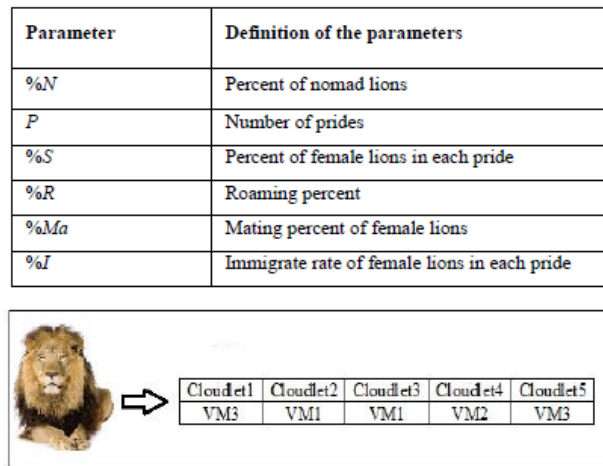 Parameter Definition of the parameters
%N Percent of nomad lions
P Number of prides
%S Percent of female lions in each pride
%R Roaming percent
%Ma Mating percent of female lions
%I Immigrate rate of female lions in each pride
Cloudlet1 Cloudlet2 Cloudlet3 Cloudlet4 Cloudlet5
VM3 VM1 VM1 VM2 VM3